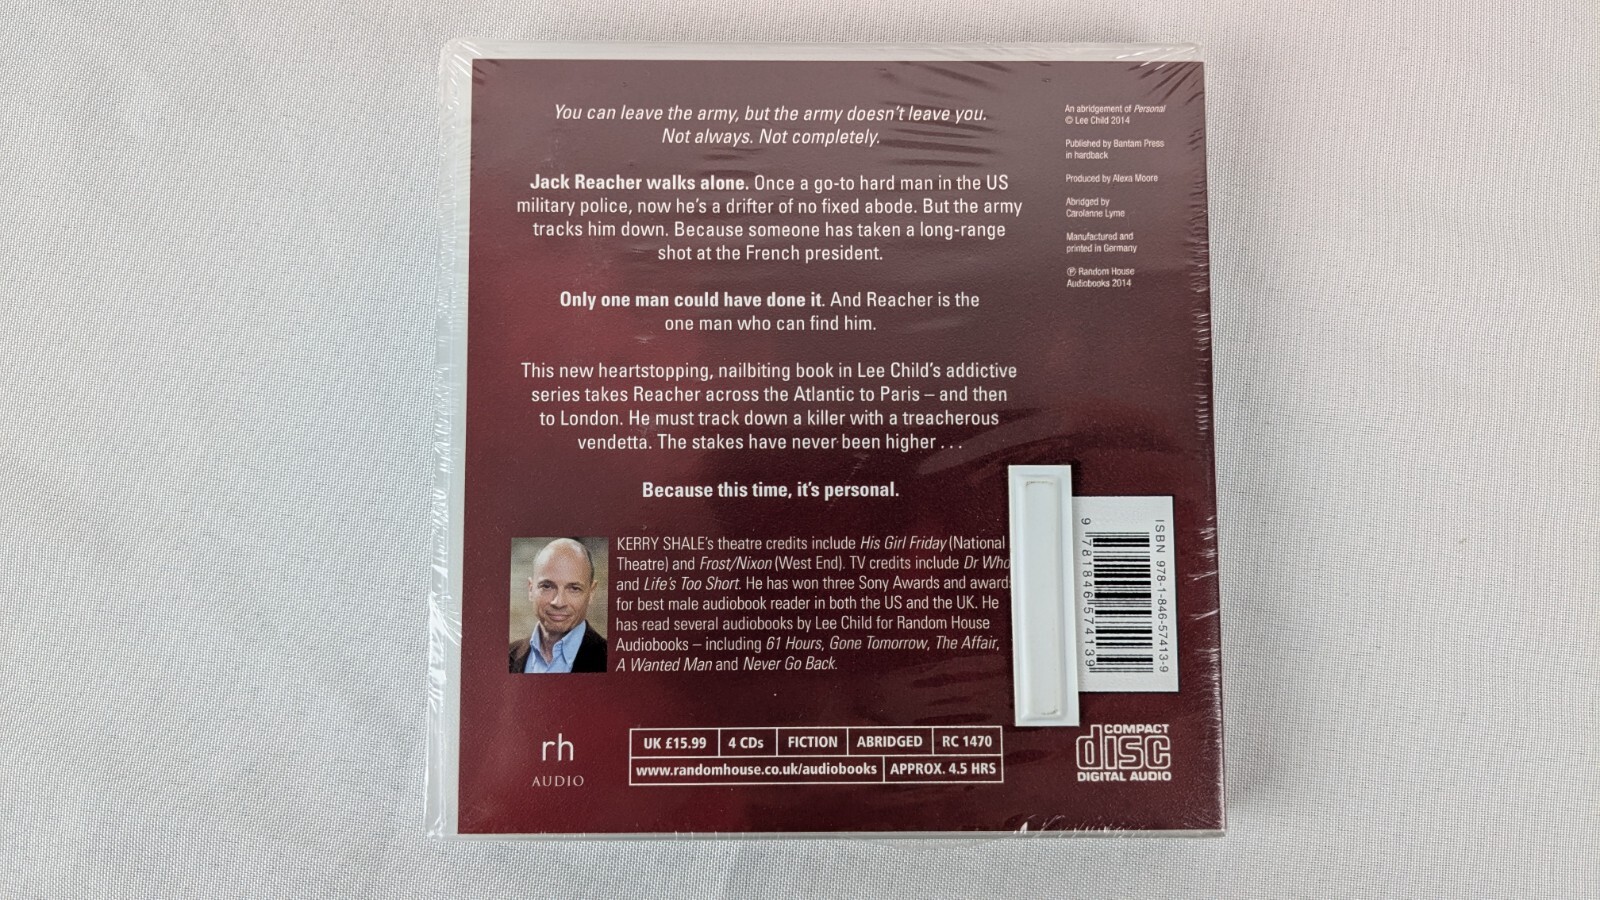 You can leave the army, but the army doesn't leave you.
Not always. Not completely.
Jack Reacher walks alone. Once a go-to hard man in the US
military police, now he's a drifter of no fixed abode. But the army
tracks him down. Because someone has taken a long-range
shot at the French president.
Only one man could have done it. And Reacher is the
one man who can find him.
This new heartstopping, nailbiting book in Lee Child's addictive
series takes Reacher across the Atlantic to Paris – and then
to London. He must track down a killer with a treacherous
vendetta. The stakes have never been higher . . .
Because this time, it's personal.
KERRY SHALE's theatre credits include His Girl Friday (National
Theatre) and Frost/Nixon (West End). TV credits include Dr Who
and Life's Too Short. He has won three Sony Awards and awards
for best male audiobook reader in both the US and the UK. He
has read several audiobooks by Lee Child for Random House
Audiobooks – including 61 Hours, Gone Tomorrow, The Affair,
A Wanted Man and Never Go Back.
An abridgement of Personal
© Lee Child 2014
Published by Bantam Press
in hardback
Produced by Alexa Moore
Abridged by
Carolanne Lyme
Manufactured and
printed in Germany
℗ Random House
Audiobooks 2014
ISBN 978-1-846-57413-9
9 781846 574139
rh
AUDIO
UK £15.99 4 CDs FICTION ABRIDGED RC 1470
www.randomhouse.co.uk/audiobooks APPROX. 4.5 HRS
COMPACT
disc
DIGITAL AUDIO